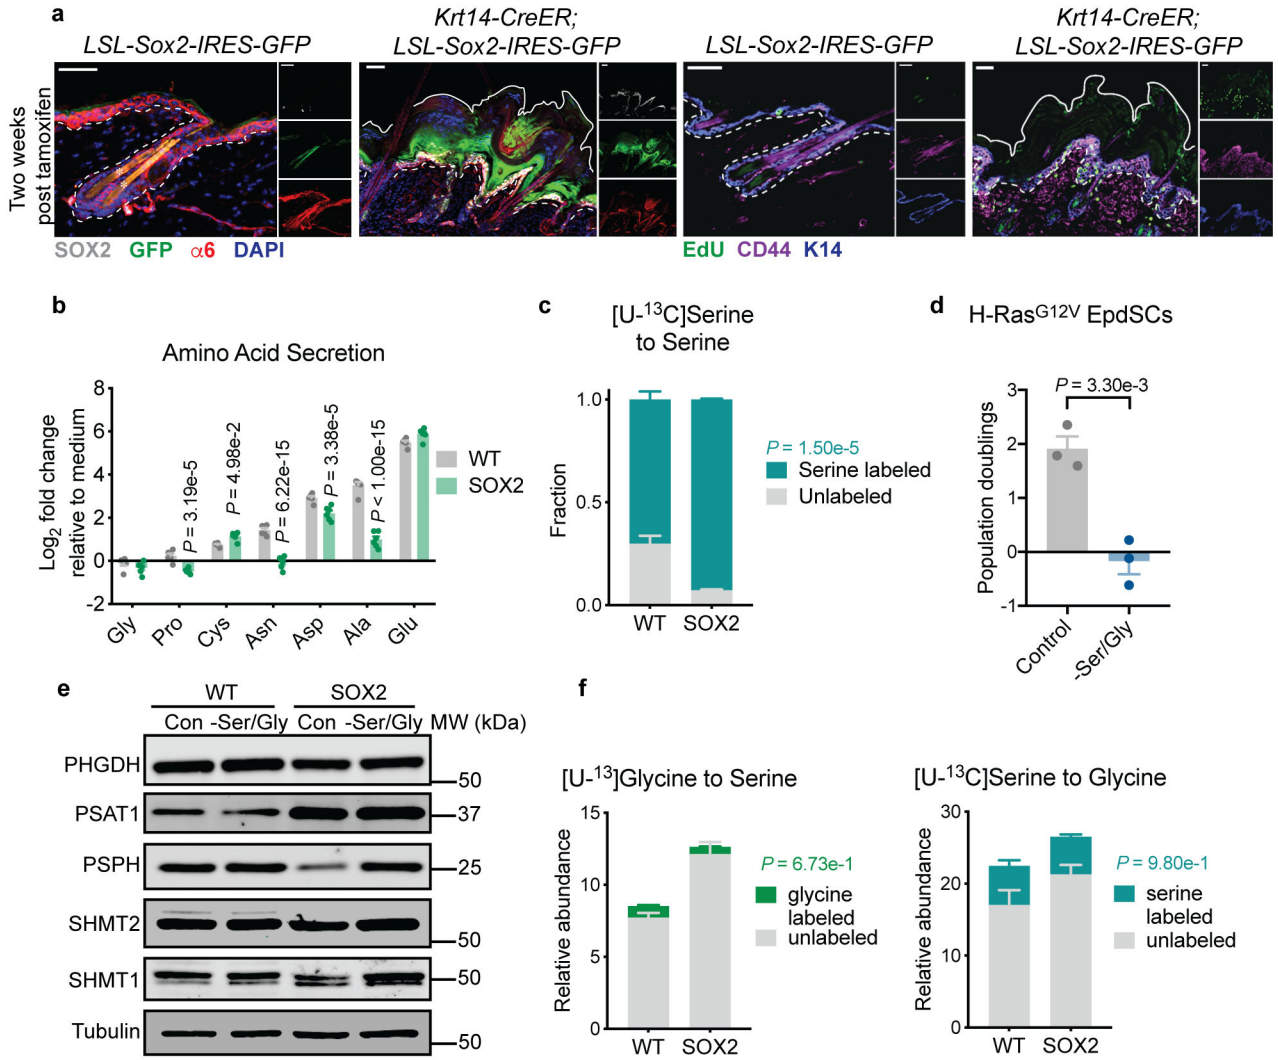 a
LSL-Sox2-IRES-GFP
Krt14-CreER;
LSL-Sox2-IRES-GFP
LSL-Sox2-IRES-GFP
Krt14-CreER;
LSL-Sox2-IRES-GFP
Two weeks
post tamoxifen
SOX2 GFP α6 DAPI
EdU CD44 K14
b
Amino Acid Secretion
Log2 fold change
relative to medium
8
6
4
2
0
-2
P = 3.19e-5
P = 4.98e-2
P = 6.22e-15
P = 3.38e-5
P < 1.00e-15
WT
SOX2
Gly Pro Cys Asn Asp Ala Glu
c
[U-¹³C]Serine
to Serine
Fraction
1.0
0.5
0.0
P = 1.50e-5
Serine labeled
Unlabeled
WT SOX2
d
H-RasG12V EpdSCs
P = 3.30e-3
Population doublings
3
2
1
0
-1
Control
-Ser/Gly
e
WT SOX2
Con -Ser/Gly Con -Ser/Gly MW (kDa)
PHGDH 50
PSAT1 37
PSPH 25
SHMT2 50
SHMT1 50
Tubulin 50
f
[U-¹³]Glycine to Serine
Relative abundance
15
10
5
0
P = 6.73e-1
glycine
labeled
unlabeled
WT SOX2
[U-¹³C]Serine to Glycine
Relative abundance
30
20
10
0
P = 9.80e-1
serine
labeled
unlabeled
WT SOX2